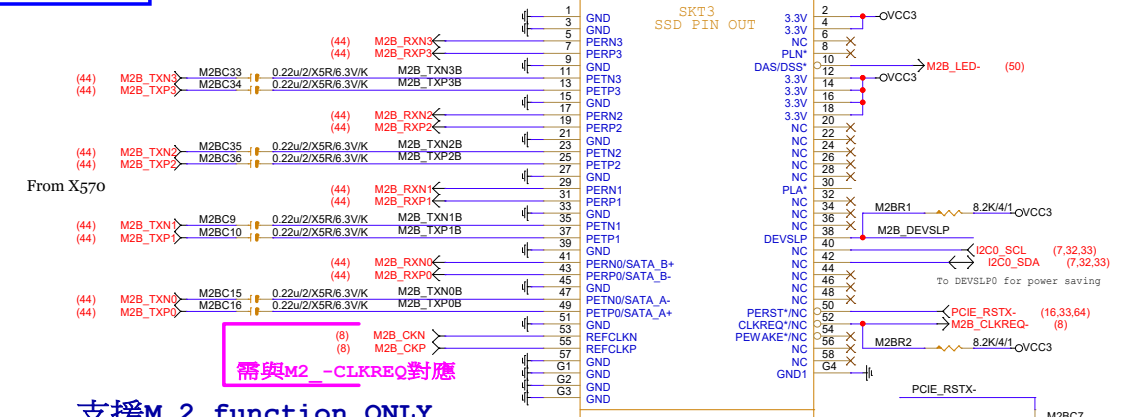 SKT3
SSD PIN OUT
1 GND
3 GND
5 PERN3
7 PERP3
9 GND
11 PETN3
13 PETP3
15 GND
17 PERN2
19 PERP2
21 GND
23 PETN2
25 PETP2
27 GND
29 PERN1
31 PERP1
33 GND
35 PETN1
37 PETP1
39 GND
41 PERN0/SATA_B+
43 PERP0/SATA_B-
45 GND
47 PETN0/SATA_A-
49 PETP0/SATA_A+
51 GND
53 REFCLKN
55 REFCLKP
57 GND
G1 GND
G2 GND
G3 GND
(44) M2B_RXN3
(44) M2B_RXP3
(44) M2B_TXN3 M2BC33 0.22u/2/X5R/6.3V/K M2B_TXN3B
(44) M2B_TXP3 M2BC34 0.22u/2/X5R/6.3V/K M2B_TXP3B
(44) M2B_RXN2
(44) M2B_RXP2
(44) M2B_TXN2 M2BC35 0.22u/2/X5R/6.3V/K M2B_TXN2B
(44) M2B_TXP2 M2BC36 0.22u/2/X5R/6.3V/K M2B_TXP2B
From X570
(44) M2B_RXN1
(44) M2B_RXP1
(44) M2B_TXN1 M2BC9 0.22u/2/X5R/6.3V/K M2B_TXN1B
(44) M2B_TXP1 M2BC10 0.22u/2/X5R/6.3V/K M2B_TXP1B
(44) M2B_RXN0
(44) M2B_RXP0
(44) M2B_TXN0 M2BC15 0.22u/2/X5R/6.3V/K M2B_TXN0B
(44) M2B_TXP0 M2BC16 0.22u/2/X5R/6.3V/K M2B_TXP0B
(8) M2B_CKN
(8) M2B_CKP
需與M2_-CLKREQ對應
支援M.2 function ONLY
3.3V 2 VCC3
3.3V 4
NC 6
PLN* 8
DAS/DSS* 10 M2B_LED- (50)
3.3V 12 VCC3
3.3V 14
3.3V 16
3.3V 18
NC 20
NC 22
NC 24
NC 26
NC 28
PLA* 30
NC 32
NC 34
NC 36
DEVSLP 38 M2B_DEVSLP
M2BR1 8.2K/4/1 VCC3
NC 40 I2C0_SCL (7,32,33)
NC 42 I2C0_SDA (7,32,33)
NC 44
NC 46
NC 48
To DEVSLP0 for power saving
PERST*/NC 50 PCIE_RSTX- (16,33,64)
CLKREQ*/NC 52 M2B_CLKREQ- (8)
PEWAKE*/NC 54
NC 56
NC 58
GND1 G4
M2BR2 8.2K/4/1 VCC3
PCIE_RSTX-
M2BC7